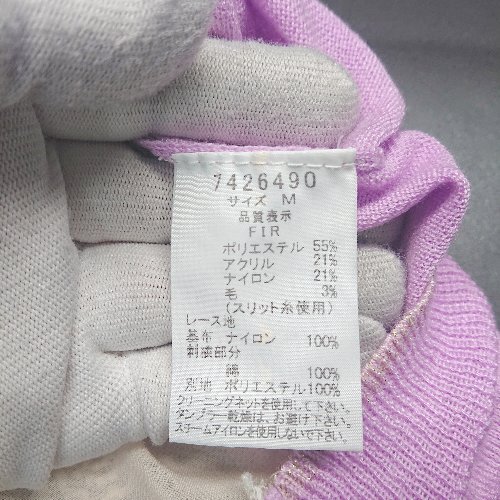 7426490
サイズ M
品質表示
FIR
ポリエステル 55%
アクリル 21%
ナイロン 21%
毛 3%
(スリット糸使用)
レース地
基布 ナイロン 100%
刺繍部分
綿 100%
別地 ポリエステル100%
クリーニングネットを使用して下さい。
タンブラー乾燥は、お避け下さい。
スチームアイロンを使用しないで下さい。